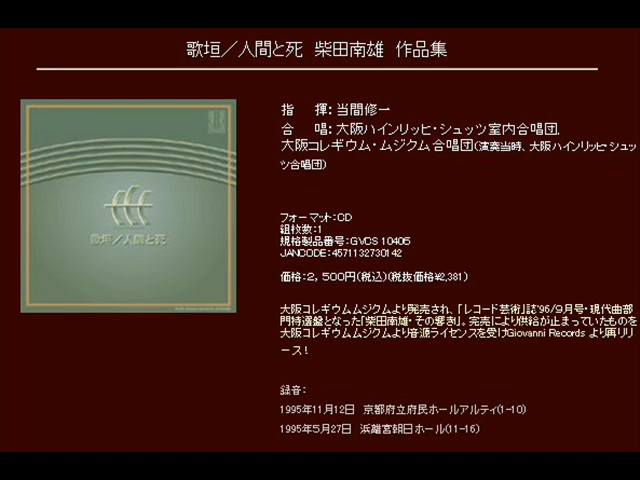 歌垣／人間と死 柴田南雄 作品集
指 揮: 当間修一
合 唱: 大阪ハインリッヒ・シュッツ室内合唱団,
大阪コレギウム・ムジクム合唱団(演奏当時、大阪ハインリッヒ・シュッ
ツ合唱団)
歌垣／人間と死
フォーマット:CD
組枚数:1
規格製品番号:GVCS 10405
JANCODE:4571132730142
価格:2，500円(税込)(税抜価格¥2,381)
大阪コレギウムムジクムより発売され、「レコード芸術」誌'96/9月号・現代曲部
門特選盤となった「柴田南雄・その響き」。完売により供給が止まっていたものを
大阪コレギウムムジクムより音源ライセンスを受けGiovanni Records より再リリ
ース！
録音:
1995年11月12日 京都府立府民ホールアルティ(1-10)
1995年5月27日 浜離宮朝日ホール(11-16)